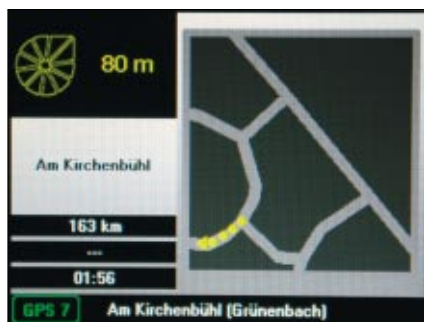 80 m
Am Kirchenbühl
163 km
---
01:56
GPS 7 Am Kirchenbühl (Grünenbach)